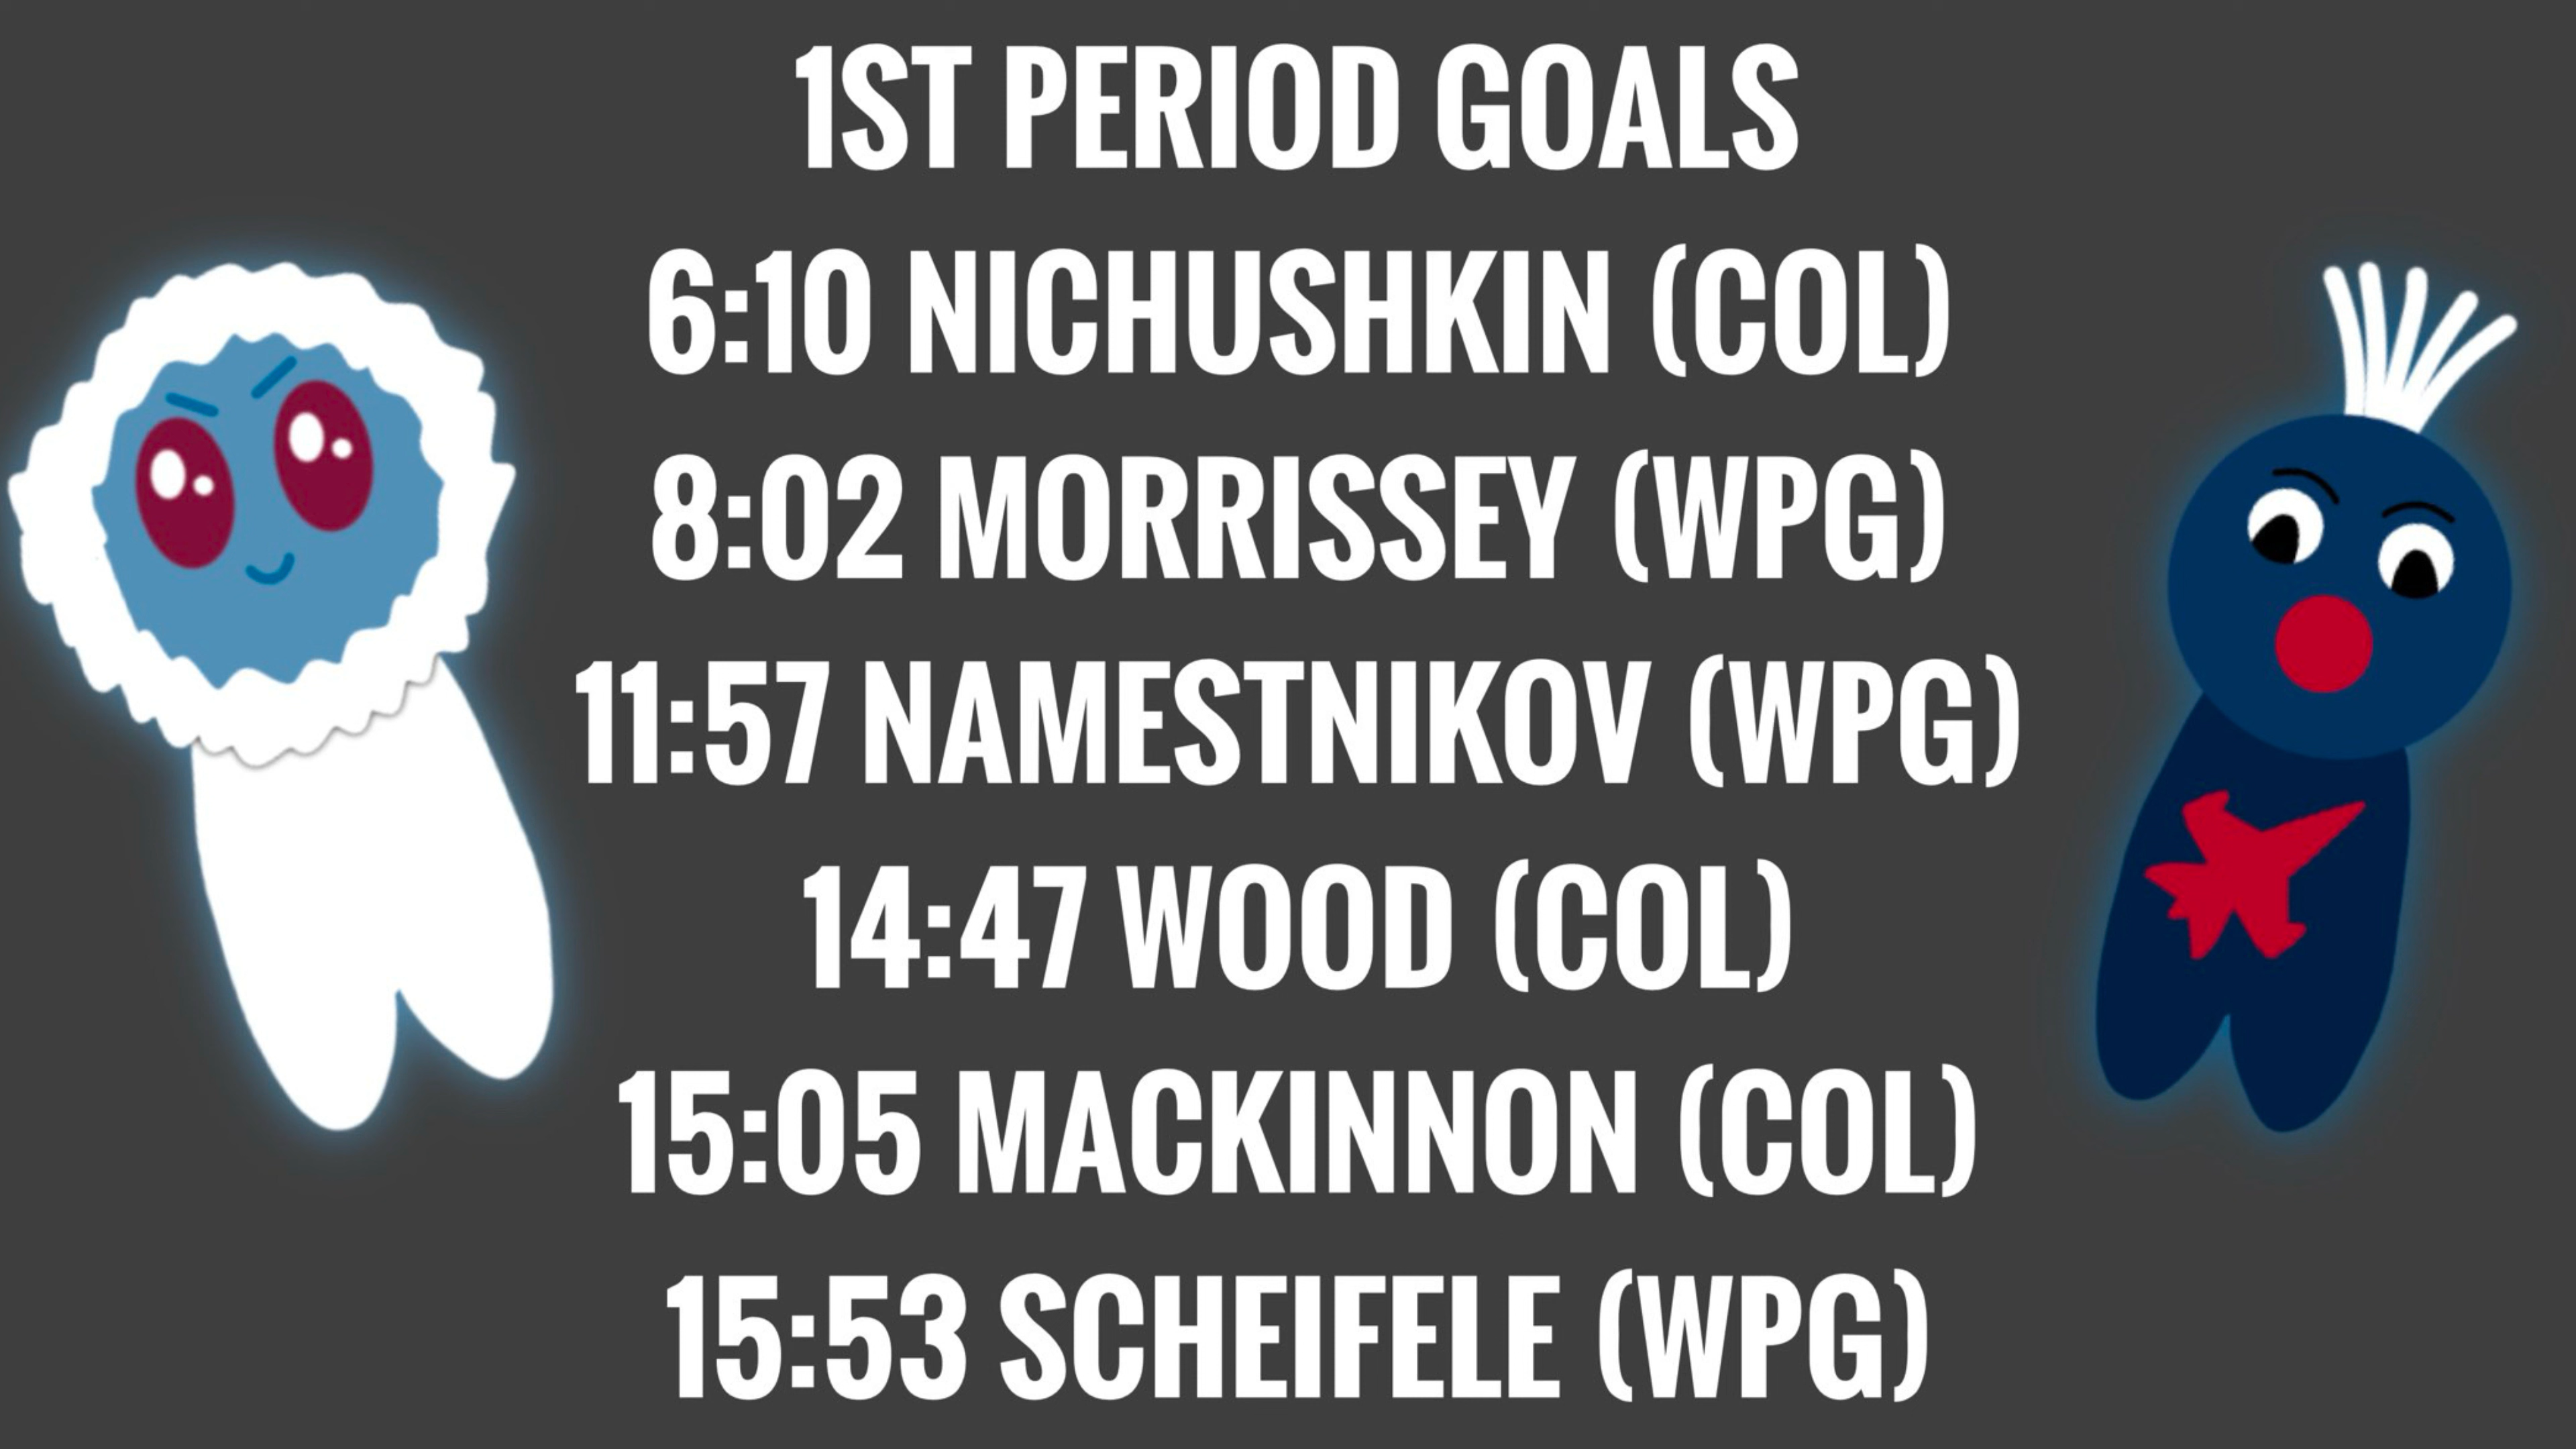 1ST PERIOD GOALS
6:10 NICHUSHKIN (COL)
8:02 MORRISSEY (WPG)
11:57 NAMESTNIKOV (WPG)
14:47 WOOD (COL)
15:05 MACKINNON (COL)
15:53 SCHEIFELE (WPG)